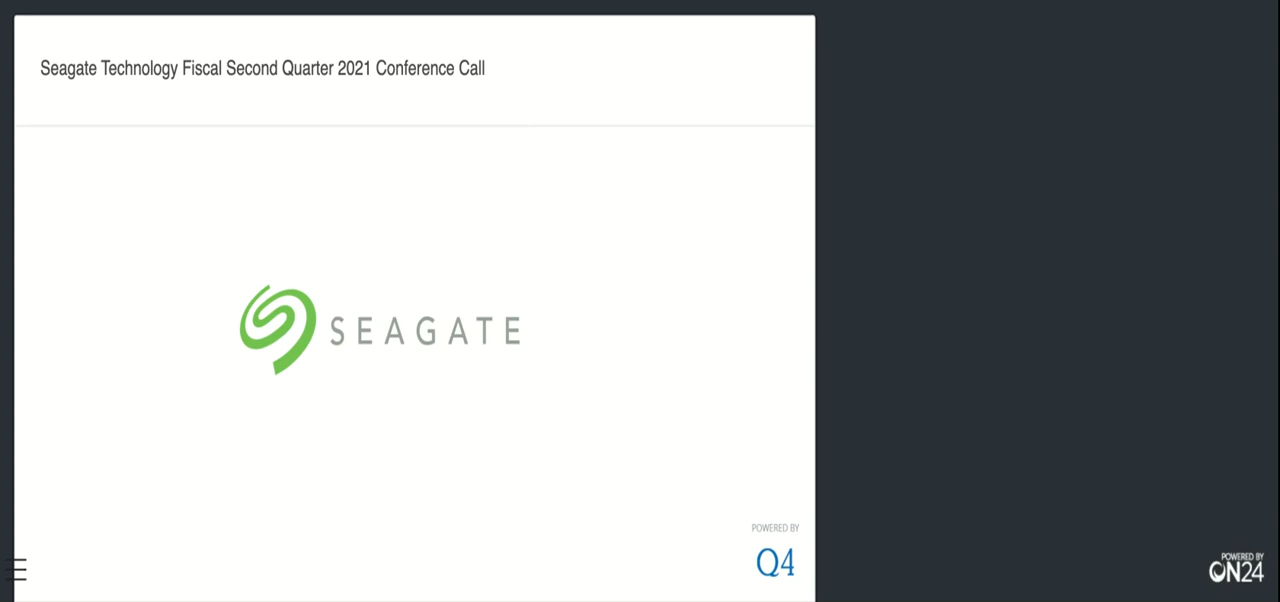 Seagate Technology Fiscal Second Quarter 2021 Conference Call
SEAGATE
POWERED BY
Q4
POWERED BY
ON24